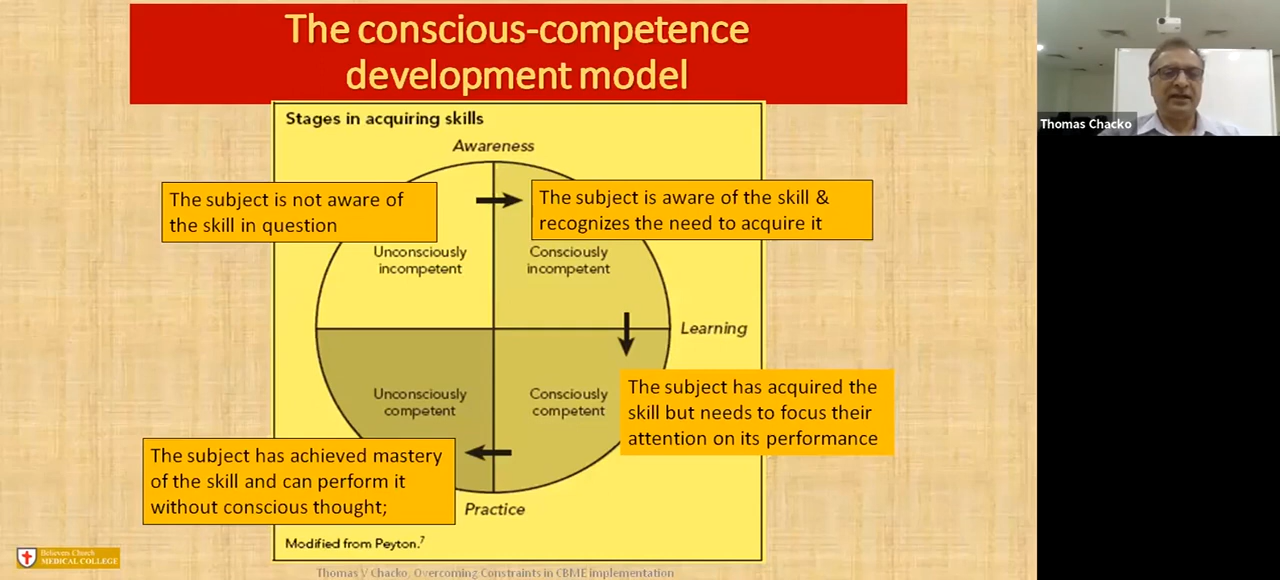 The conscious-competence
development model
Stages in acquiring skills
Awareness
The subject is not aware of
the skill in question
The subject is aware of the skill &
recognizes the need to acquire it
Unconsciously
incompetent
Consciously
incompetent
Learning
Unconsciously
competent
Consciously
competent
The subject has acquired the
skill but needs to focus their
attention on its performance
The subject has achieved mastery
of the skill and can perform it
without conscious thought;
Practice
Modified from Peyton.7
Believers Church
MEDICAL COLLEGE
Thomas V Chacko, Overcoming Constraints in CBME implementation
Thomas Chacko